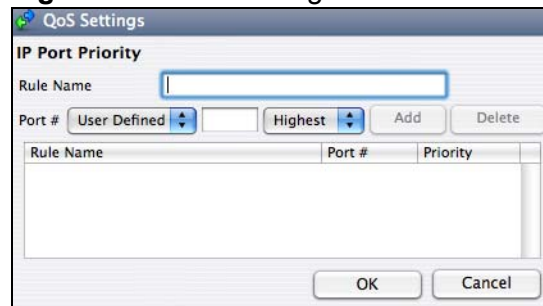 QoS Settings
IP Port Priority
Rule Name
Port # User Defined Highest Add Delete
Rule Name Port # Priority
OK Cancel